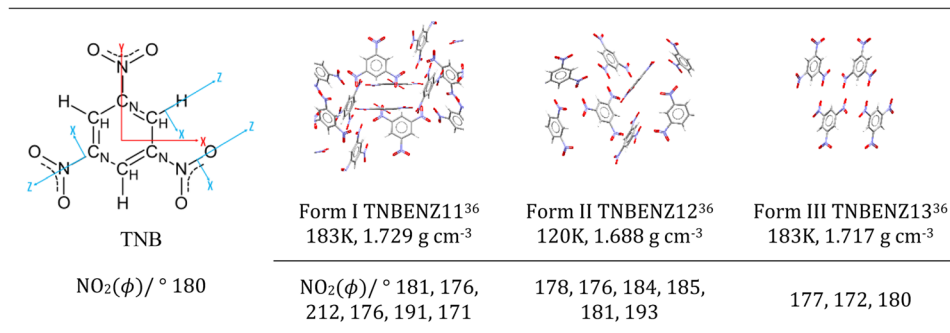 Y
O O
N
Z
H C N H
C H C H
X X X Z
O O
N N N N
Z C H X
O H O
TNB
NO₂(ϕ)/ ° 180
Form I TNBENZ11³⁶
183K, 1.729 g cm⁻³
Form II TNBENZ12³⁶
120K, 1.688 g cm⁻³
Form III TNBENZ13³⁶
183K, 1.717 g cm⁻³
NO₂(ϕ)/ ° 181, 176,
212, 176, 191, 171
178, 176, 184, 185,
181, 193
177, 172, 180